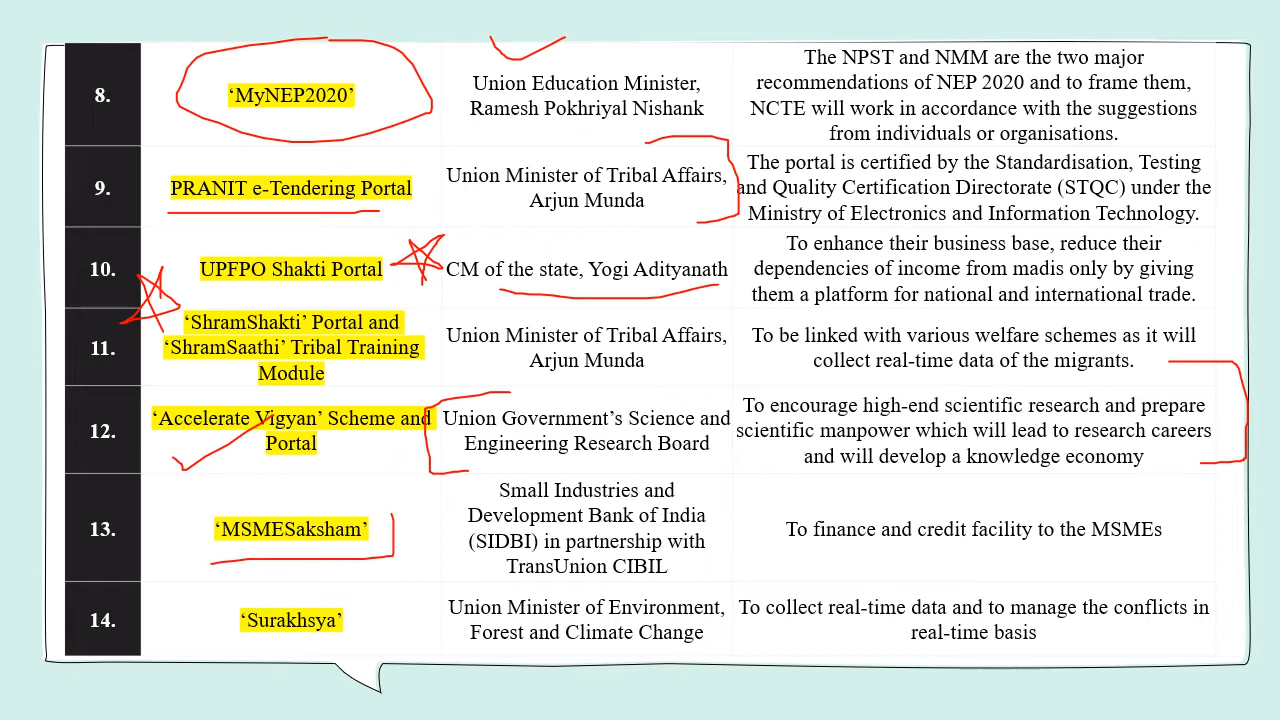 8.
‘MyNEP2020’
Union Education Minister,
Ramesh Pokhriyal Nishank
The NPST and NMM are the two major
recommendations of NEP 2020 and to frame them,
NCTE will work in accordance with the suggestions
from individuals or organisations.
9.
PRANIT e-Tendering Portal
Union Minister of Tribal Affairs,
Arjun Munda
The portal is certified by the Standardisation, Testing
and Quality Certification Directorate (STQC) under the
Ministry of Electronics and Information Technology.
10.
UPFPO Shakti Portal
CM of the state, Yogi Adityanath
To enhance their business base, reduce their
dependencies of income from madis only by giving
them a platform for national and international trade.
11.
‘ShramShakti’ Portal and
‘ShramSaathi’ Tribal Training
Module
Union Minister of Tribal Affairs,
Arjun Munda
To be linked with various welfare schemes as it will
collect real-time data of the migrants.
12.
‘Accelerate Vigyan’ Scheme and
Portal
Union Government’s Science and
Engineering Research Board
To encourage high-end scientific research and prepare
scientific manpower which will lead to research careers
and will develop a knowledge economy
13.
‘MSMESaksham’
Small Industries and
Development Bank of India
(SIDBI) in partnership with
TransUnion CIBIL
To finance and credit facility to the MSMEs
14.
‘Surakhsya’
Union Minister of Environment,
Forest and Climate Change
To collect real-time data and to manage the conflicts in
real-time basis